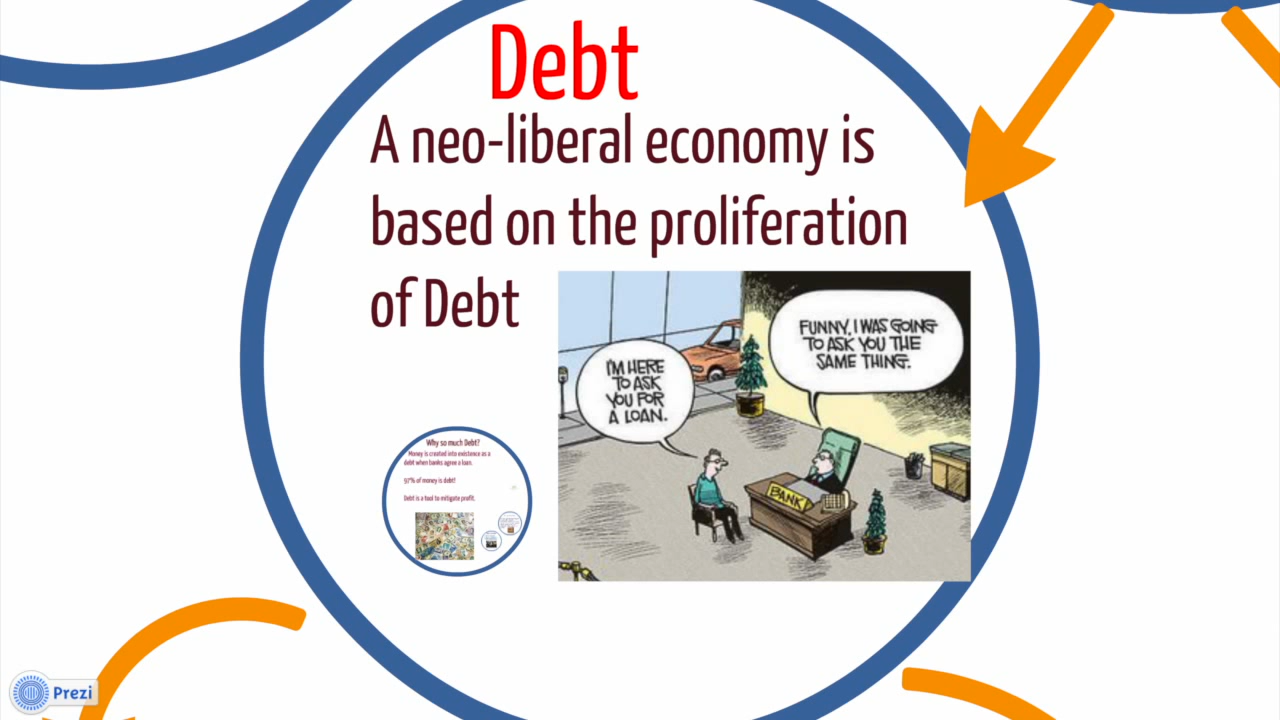 Debt
A neo-liberal economy is
based on the proliferation
of Debt
I'M HERE
TO ASK
YOU FOR
A LOAN.
FUNNY, I WAS GOING
TO ASK YOU THE
SAME THING.
BANK
Why so much Debt?
Money is created into existence as a
debt when banks agree a loan.
97% of money is debt!
Debt is a tool to mitigate profit.
Prezi